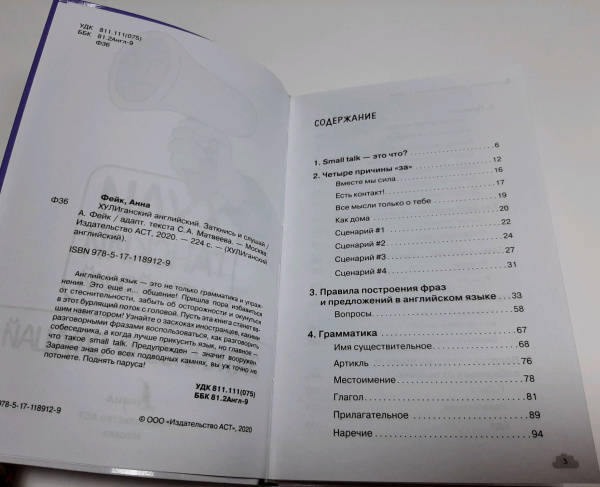 УДК 811.111(075)
ББК 81.2Англ-9
Ф36
Фейк, Анна
Ф36 ХУЛИганский английский. Заткнись и слушай /
А. Фейк / адапт. текста С.А. Матвеева. — Москва:
Издательство АСТ, 2020. — 224 с. — (ХУЛИганский
английский).
ISBN 978-5-17-118912-9
Английский язык — это не только грамматика и упраж-
нения. Это еще и... общение! Пришла пора избавиться
от стеснительности, забыть об осторожности и окунуться
в этот бурлящий поток с головой. Пусть эта книга станет ва-
шим навигатором! Узнайте о заскоках иностранцев, какими
разговорными фразами воспользоваться, как разговорить
собеседника, а когда лучше прикусить язык, но главное –
что такое small talk. Предупрежден — значит вооружен.
Заранее зная обо всех подводных камнях, вы уж точно не
потонете. Поднять паруса!
УДК 811.111(075)
ББК 81.2Англ-9
978-5-17-118912-9
© ООО «Издательство АСТ», 2020
СОДЕРЖАНИЕ
1. Small talk — это что? 6
2. Четыре причины «за» 12
Вместе мы сила 16
Есть контакт! 17
Все мысли только о тебе 19
Как дома 20
Сценарий #1 22
Сценарий #2 24
Сценарий #3 27
Сценарий #4 31
3. Правила построения фраз
и предложений в английском языке 33
Вопросы 58
4. Грамматика 67
Имя существительное 68
Артикль 76
Местоимение 78
Глагол 81
Прилагательное 89
Наречие 94
3